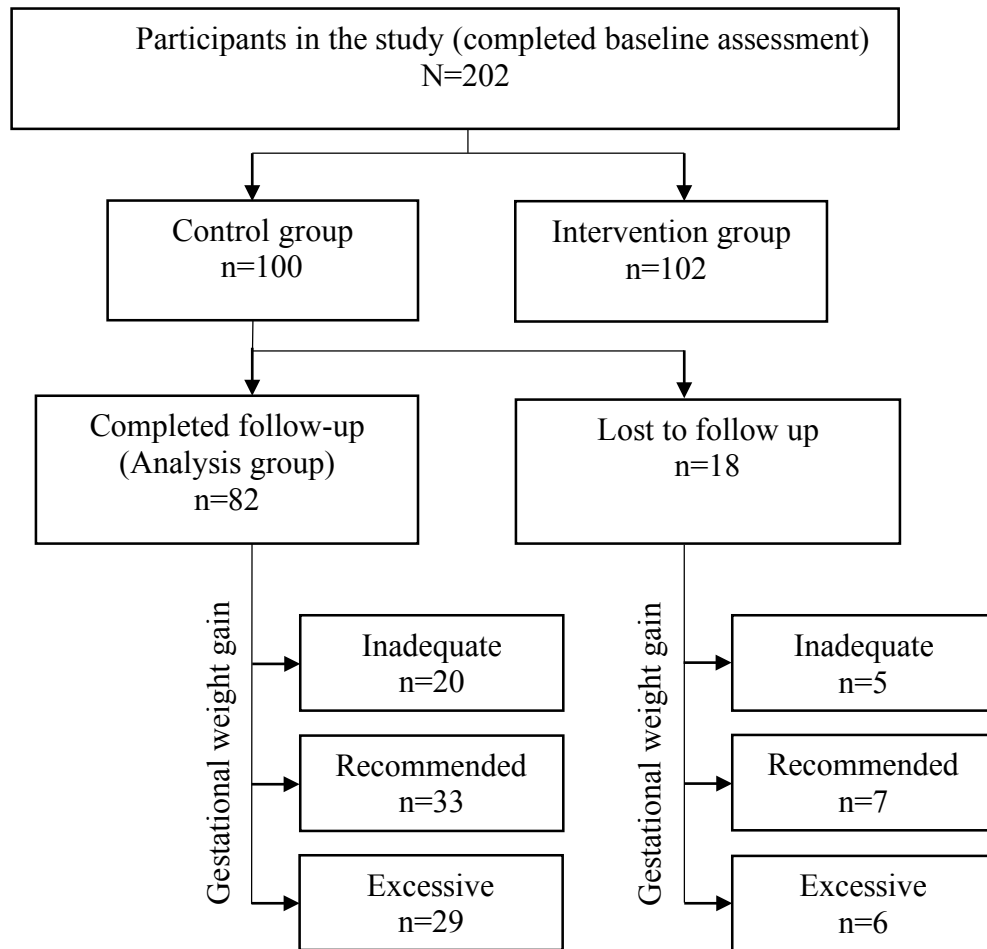 Participants in the study (completed baseline assessment)
N=202
Control group
n=100
Intervention group
n=102
Completed follow-up
(Analysis group)
n=82
Lost to follow up
n=18
Gestational weight gain
Inadequate
n=20
Recommended
n=33
Excessive
n=29
Gestational weight gain
Inadequate
n=5
Recommended
n=7
Excessive
n=6